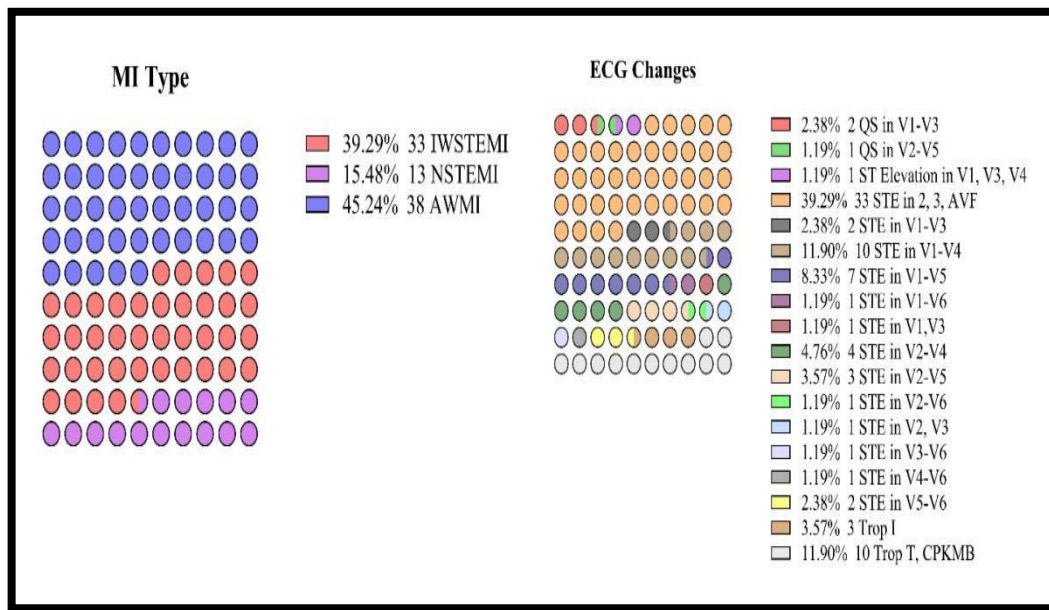 MI Type
39.29% 33 IWSTEMI
15.48% 13 NSTEMI
45.24% 38 AWMI
ECG Changes
2.38% 2 QS in V1-V3
1.19% 1 QS in V2-V5
1.19% 1 ST Elevation in V1, V3, V4
39.29% 33 STE in 2, 3, AVF
2.38% 2 STE in V1-V3
11.90% 10 STE in V1-V4
8.33% 7 STE in V1-V5
1.19% 1 STE in V1-V6
1.19% 1 STE in V1,V3
4.76% 4 STE in V2-V4
3.57% 3 STE in V2-V5
1.19% 1 STE in V2-V6
1.19% 1 STE in V2, V3
1.19% 1 STE in V3-V6
1.19% 1 STE in V4-V6
2.38% 2 STE in V5-V6
3.57% 3 Trop I
11.90% 10 Trop T, CPKMB